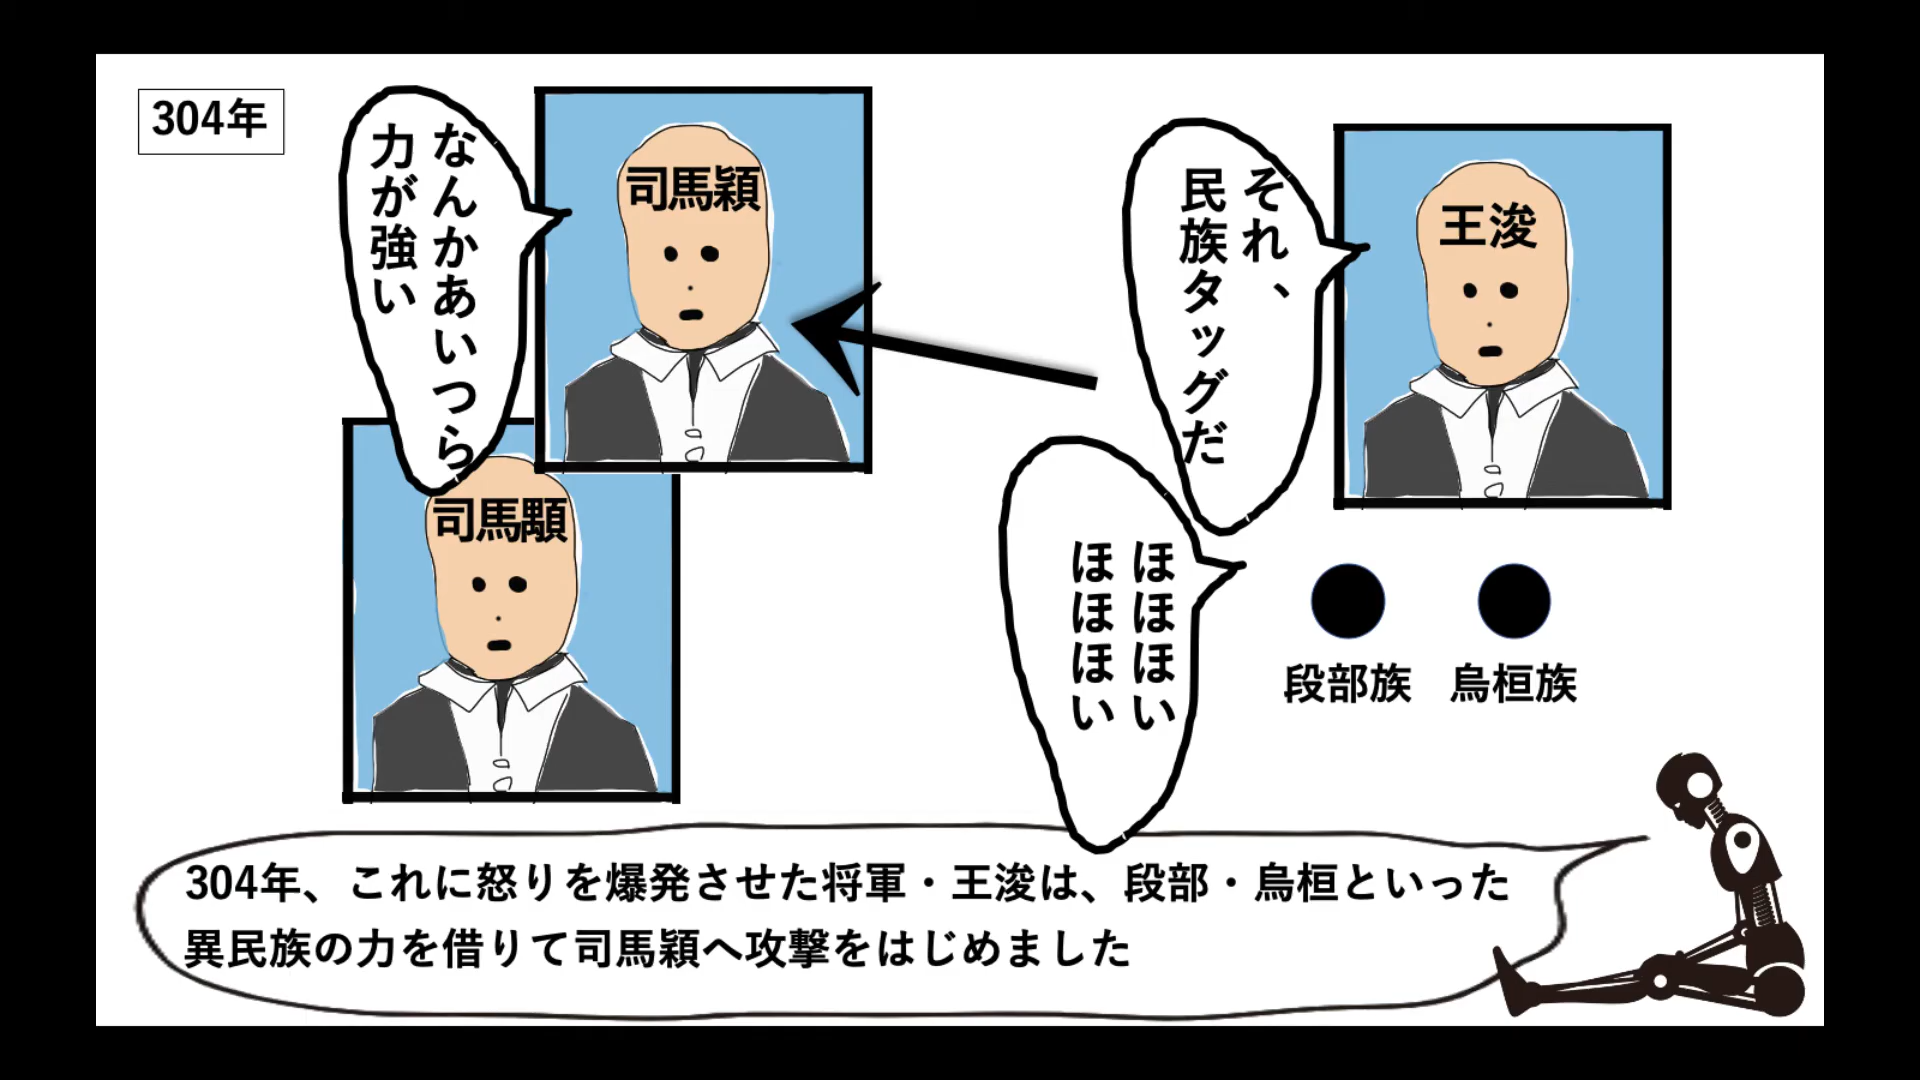 304年
なんかあいつら
力が強い
司馬穎
それ、
民族タッグだ
王浚
司馬顒
ほほほい
ほほほい
段部族
烏桓族
304年、これに怒りを爆発させた将軍・王浚は、段部・烏桓といった
異民族の力を借りて司馬穎へ攻撃をはじめました